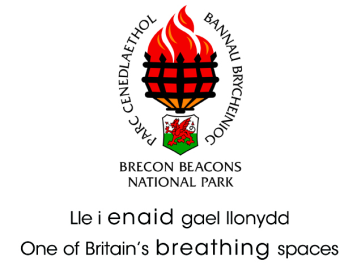 PARC CENEDLAETHOL
BANNAU BRYCHEINIOG
BRECON BEACONS
NATIONAL PARK
Lle i enaid gael llonydd
One of Britain's breathing spaces